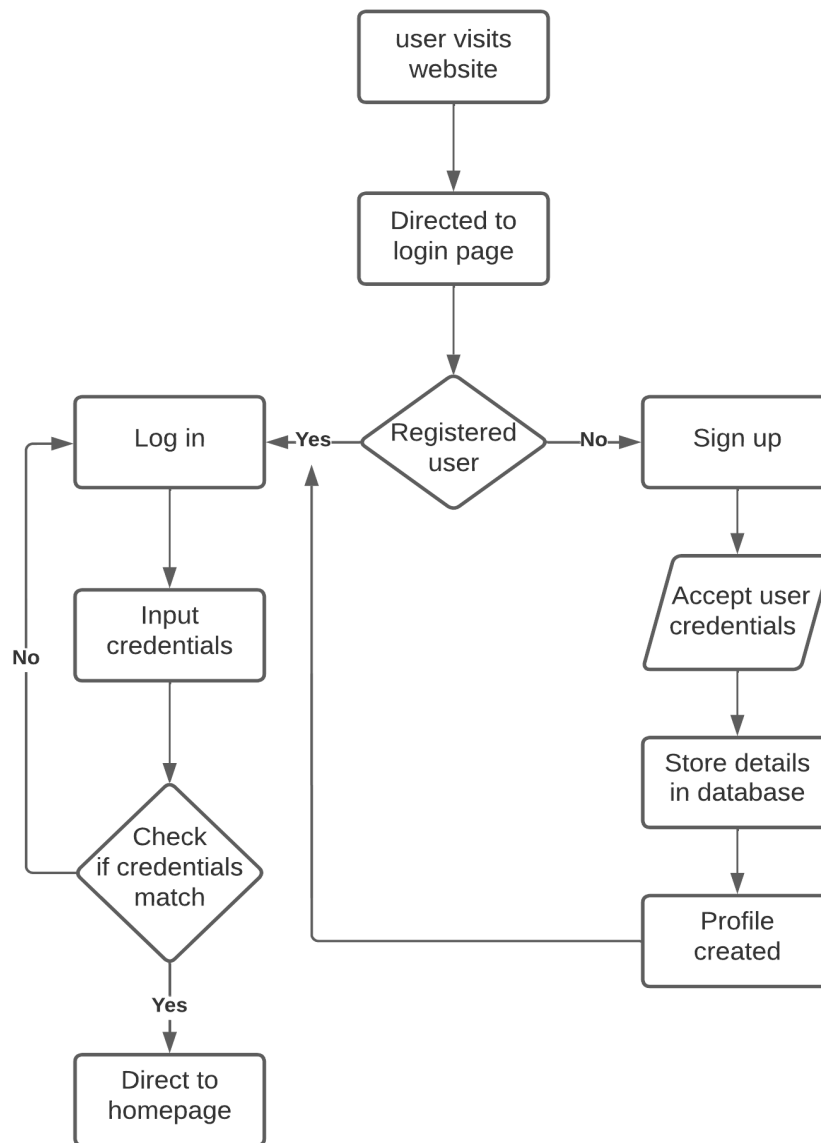 user visits
website
Directed to
login page
Log in
Yes
Registered
user
No
Sign up
Input
credentials
Accept user
credentials
No
Store details
in database
Check
if credentials
match
Profile
created
Yes
Direct to
homepage